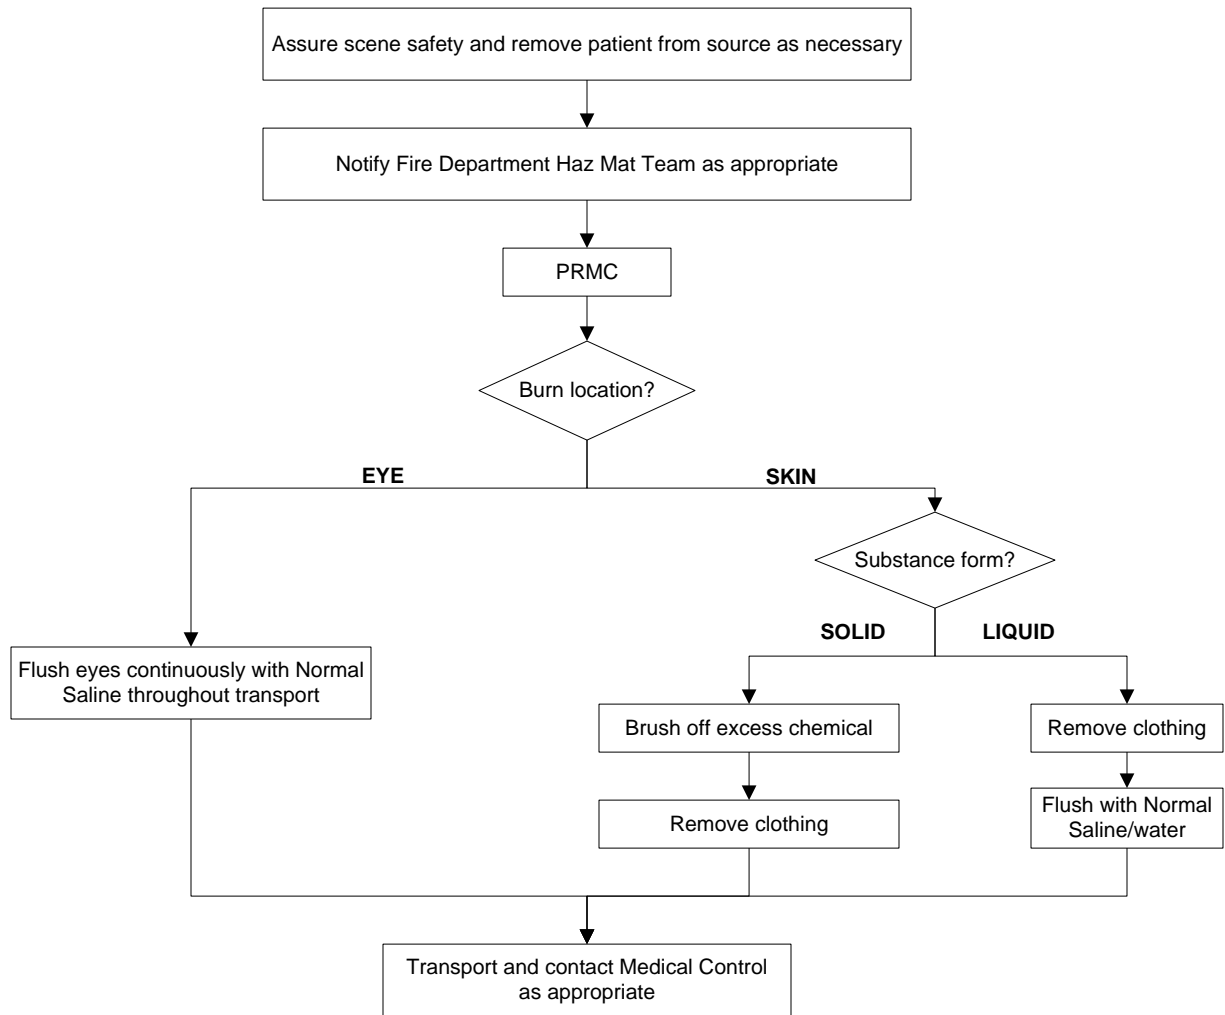 Assure scene safety and remove patient from source as necessary
Notify Fire Department Haz Mat Team as appropriate
PRMC
Burn location?
EYE
SKIN
Substance form?
SOLID
LIQUID
Flush eyes continuously with Normal
Saline throughout transport
Brush off excess chemical
Remove clothing
Remove clothing
Flush with Normal
Saline/water
Transport and contact Medical Control
as appropriate